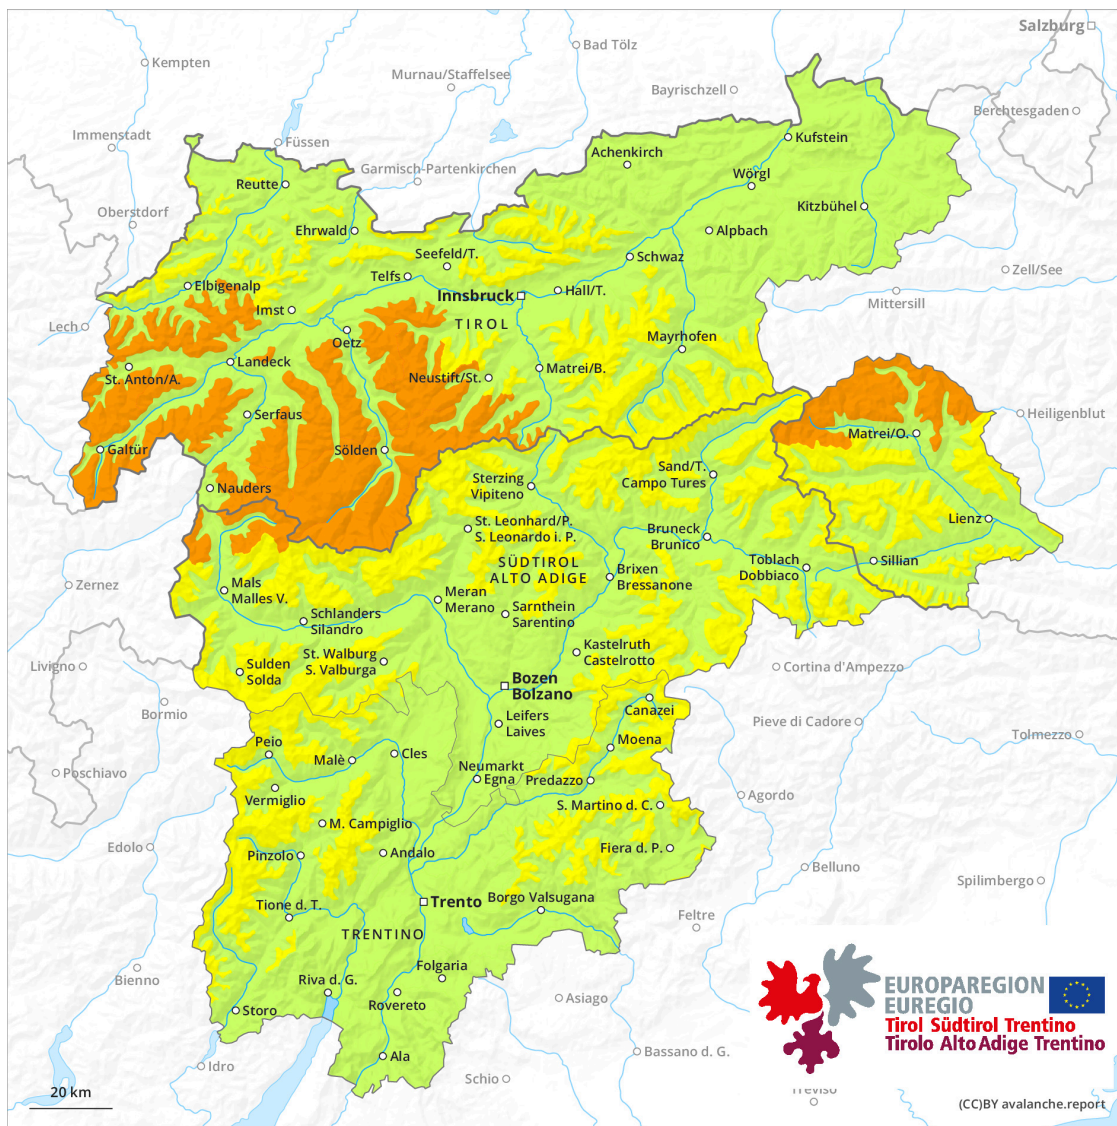 Salzburg
Bad Tölz
Kempten
Murnau/Staffelsee
Bayrischzell
Berchtesgaden
Immenstadt
Füssen
Kufstein
Achenkirch
Garmisch-Partenkirchen
Wörgl
Reutte
Oberstdorf
Kitzbühel
Ehrwald
Alpbach
Seefeld/T.
Schwaz
Zell/See
Telfs
Elbigenalp
Hall/T.
Innsbruck
Mittersill
Imst
Lech
TIROL
Oetz
Mayrhofen
Landeck
Matrei/B.
St. Anton/A.
Neustift/St.
Serfaus
Heiligenblut
Matrei/O.
Galtür
Sölden
Sand/T.
Campo Tures
Sterzing
Vipiteno
Nauders
Lienz
St. Leonhard/P.
S. Leonardo i. P.
Bruneck
Brunico
SÜDTIROL
ALTO ADIGE
Toblach
Dobbiaco
Sillian
Brixen
Bressanone
Zernez
Mals
Malles V.
Meran
Merano
Schlanders
Silandro
Sarnthein
Sarentino
Kastelruth
Castelrotto
St. Walburg
S. Valburga
Livigno
Sulden
Solda
Cortina d'Ampezzo
Bozen
Bolzano
Canazei
Bormio
Leifers
Laives
Pieve di Cadore
Tolmezzo
Moena
Peio
Cles
Malè
Poschiavo
Neumarkt
Egna
Predazzo
Vermiglio
Agordo
S. Martino d. C.
M. Campiglio
Edolo
Fiera d. P.
Pinzolo
Andalo
Belluno
Spilimbergo
Borgo Valsugana
Trento
Tione d. T.
Feltre
TRENTINO
Folgaria
Bienno
Riva d. G.
EUROPAREGION
EUREGIO
Tirol Südtirol Trentino
Tirolo Alto Adige Trentino
Asiago
Rovereto
Storo
Bassano d. G.
Ala
Idro
Schio
Treviso
20 km
(CC)BY avalanche.report